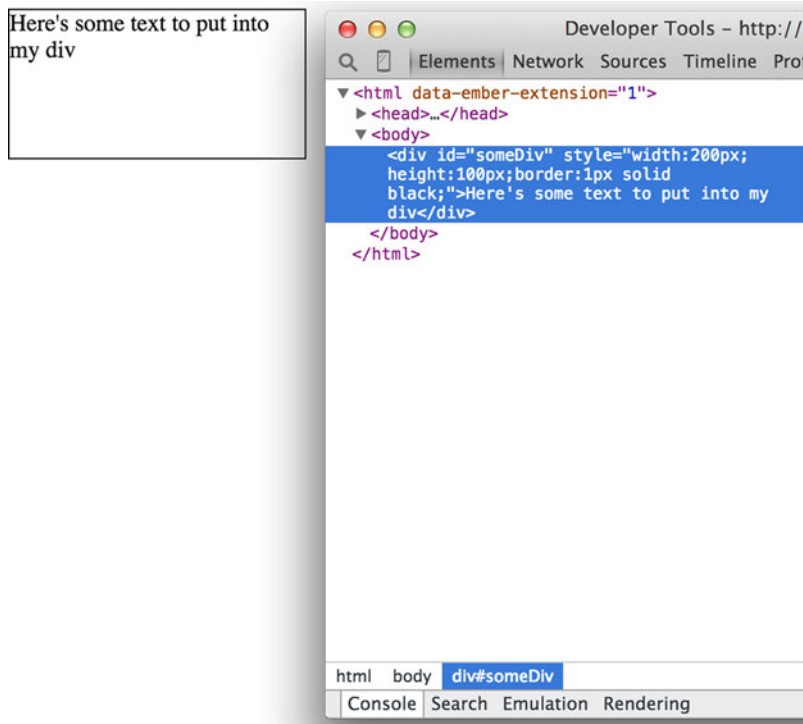 Here's some text to put into
my div
Developer Tools – http://
Elements Network Sources Timeline
▼<html data-ember-extension="1">
▶<head>…</head>
▼<body>
<div id="someDiv" style="width:200px;
height:100px;border:1px solid
black;">Here's some text to put into my
div</div>
</body>
</html>
html body div#someDiv
Console Search Emulation Rendering